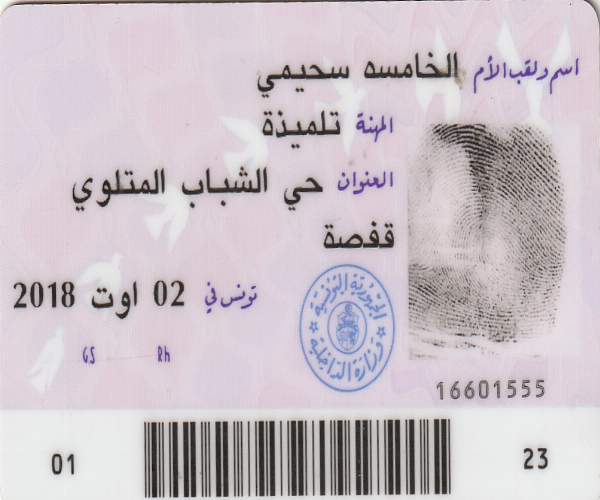 اسم ولقب الأم الخامسه سحيمي
المهنة تلميذة
العنوان حي الشباب المتلوي
قفصة
تونس في 02 اوت 2018
GS Rh
الجمهورية التونسية
وزارة الداخلية
16601555
01 23